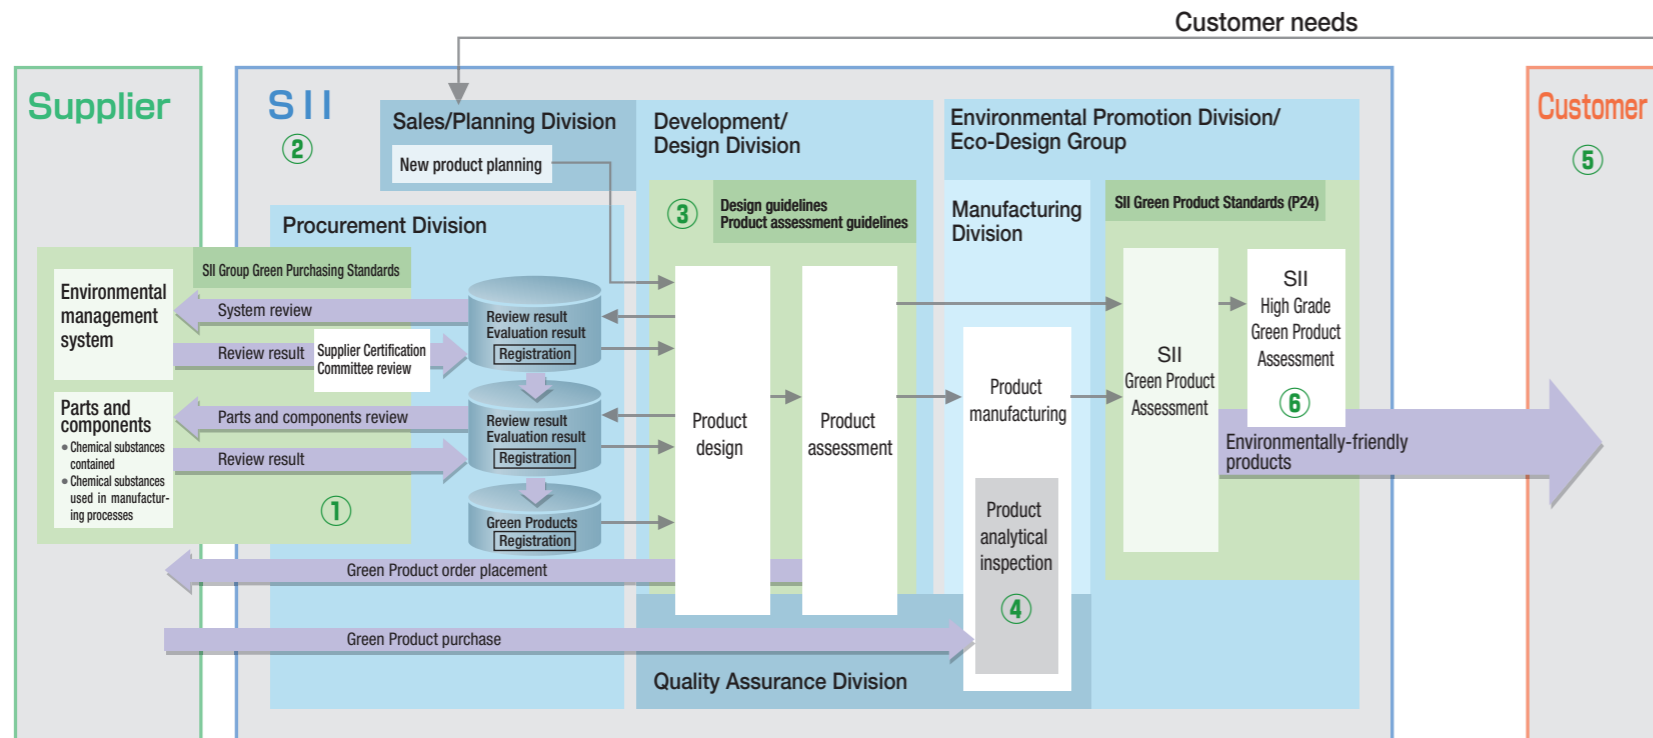 Customer needs
Supplier
SII
②
Sales/Planning Division
New product planning
Development/
Design Division
Environmental Promotion Division/
Eco-Design Group
Customer
⑤
Procurement Division
③
Design guidelines
Product assessment guidelines
Manufacturing
Division
SII Green Product Standards (P24)
SII Group Green Purchasing Standards
Environmental
management
system
System review
Review result
Supplier Certification
Committee review
Review result
Evaluation result
Registration
Parts and
components
• Chemical substances
contained
• Chemical substances
used in manufactur-
ing processes
Parts and components review
Review result
①
Review result
Evaluation result
Registration
Green Products
Registration
Product
design
Product
assessment
Product
manufacturing
Product
analytical
inspection
④
SII
Green Product
Assessment
SII
High Grade
Green Product
Assessment
⑥
Environmentally-friendly
products
Green Product order placement
Green Product purchase
Quality Assurance Division